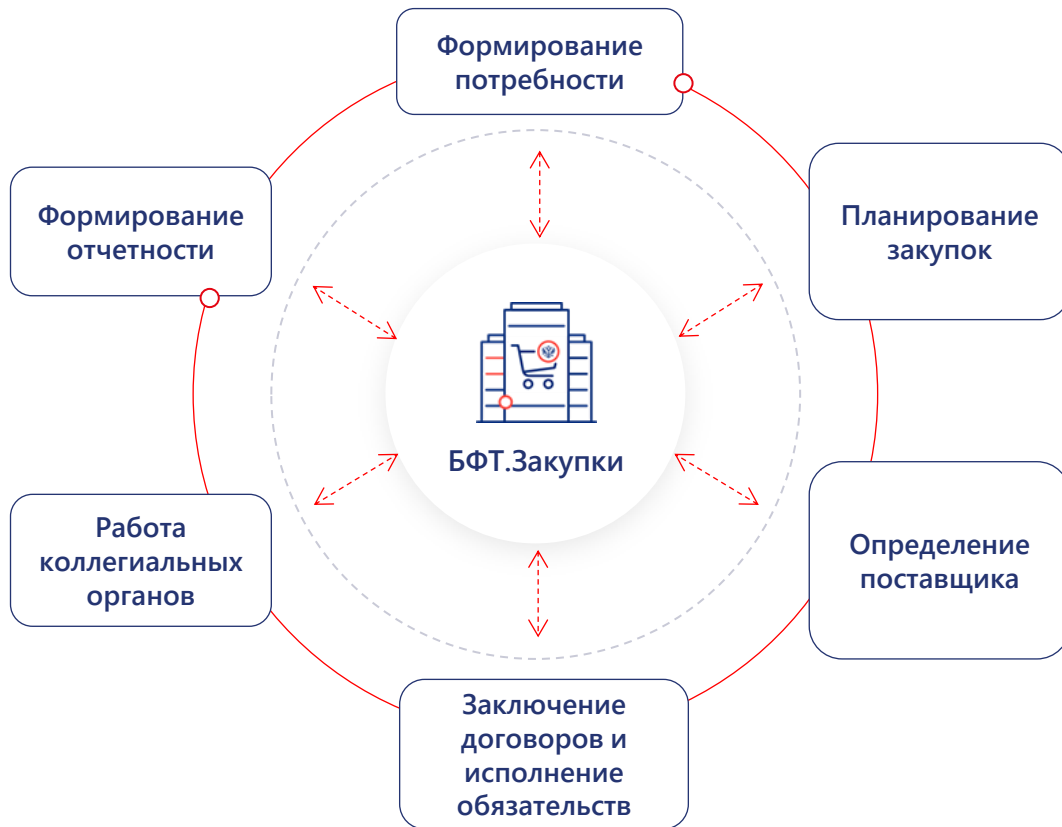 Формирование
потребности
Планирование
закупок
Определение
поставщика
Заключение
договоров и
исполнение
обязательств
Работа
коллегиальных
органов
Формирование
отчетности
БФТ.Закупки